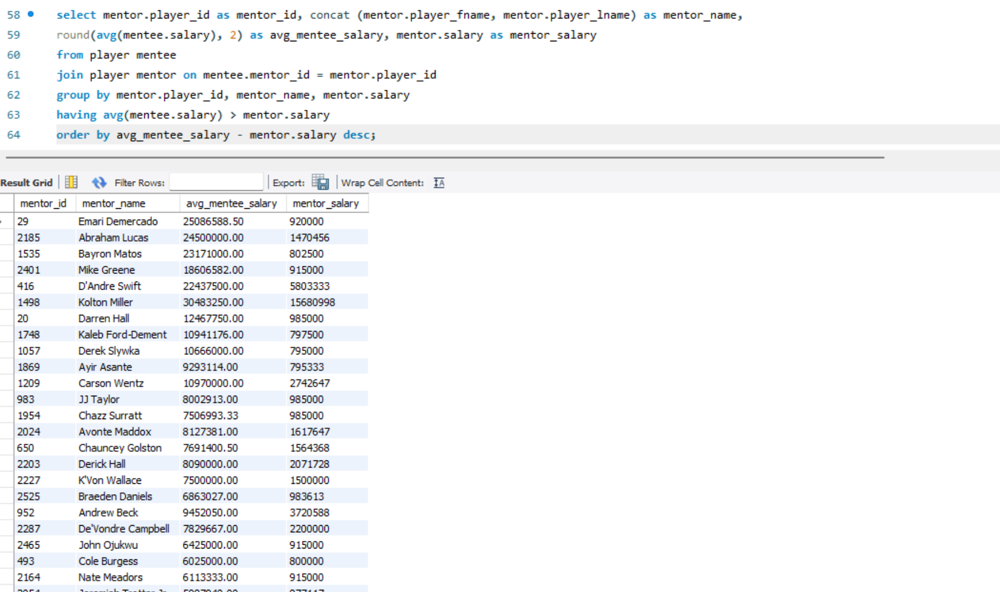 58 select mentor.player_id as mentor_id, concat (mentor.player_fname, mentor.player_lname) as mentor_name,
59 round(avg(mentee.salary), 2) as avg_mentee_salary, mentor.salary as mentor_salary
60 from player mentee
61 join player mentor on mentee.mentor_id = mentor.player_id
62 group by mentor.player_id, mentor_name, mentor.salary
63 having avg(mentee.salary) > mentor.salary
64 order by avg_mentee_salary - mentor.salary desc;
Result Grid Filter Rows: Export: Wrap Cell Content:
mentor_id mentor_name avg_mentee_salary mentor_salary
29 Emari Demercado 25086588.50 920000
2185 Abraham Lucas 24500000.00 1470456
1535 Bayron Matos 23171000.00 802500
2401 Mike Greene 18606582.00 915000
416 D'Andre Swift 22437500.00 5803333
1498 Kolton Miller 30483250.00 15680998
20 Darren Hall 12467750.00 985000
1748 Kaleb Ford-Dement 10941176.00 797500
1057 Derek Slywka 10666000.00 795000
1869 Ayir Asante 9293114.00 795333
1209 Carson Wentz 10970000.00 2742647
983 JJ Taylor 8002913.00 985000
1954 Chazz Surratt 7506993.33 985000
2024 Avonte Maddox 8127381.00 1617647
650 Chauncey Golston 7691400.50 1564368
2203 Derick Hall 8090000.00 2071728
2227 K'Von Wallace 7500000.00 1500000
2525 Braeden Daniels 6863027.00 983613
952 Andrew Beck 9452050.00 3720588
2287 De'Vondre Campbell 7829667.00 2200000
2465 John Ojukwu 6425000.00 915000
493 Cole Burgess 6025000.00 800000
2164 Nate Meadors 6113333.00 915000